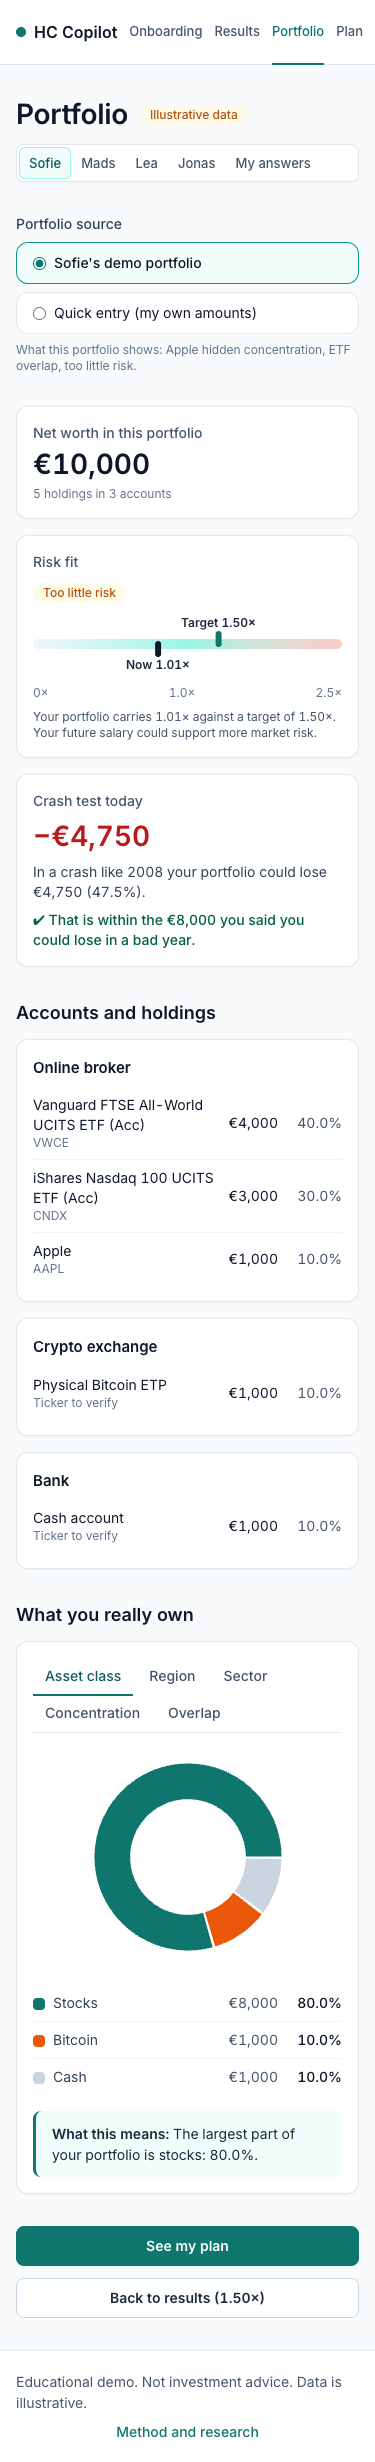 HC Copilot Onboarding Results Portfolio Plan
Portfolio Illustrative data
Sofie Mads Lea Jonas My answers
Portfolio source
Sofie's demo portfolio
Quick entry (my own amounts)
What this portfolio shows: Apple hidden concentration, ETF
overlap, too little risk.
Net worth in this portfolio
€10,000
5 holdings in 3 accounts
Risk fit
Too little risk
Target 1.50×
Now 1.01×
0× 1.0× 2.5×
Your portfolio carries 1.01× against a target of 1.50×.
Your future salary could support more market risk.
Crash test today
−€4,750
In a crash like 2008 your portfolio could lose
€4,750 (47.5%).
✔ That is within the €8,000 you said you
could lose in a bad year.
Accounts and holdings
Online broker
Vanguard FTSE All-World
UCITS ETF (Acc) €4,000 40.0%
VWCE
iShares Nasdaq 100 UCITS
ETF (Acc) €3,000 30.0%
CNDX
Apple €1,000 10.0%
AAPL
Crypto exchange
Physical Bitcoin ETP €1,000 10.0%
Ticker to verify
Bank
Cash account €1,000 10.0%
Ticker to verify
What you really own
Asset class Region Sector
Concentration Overlap
Stocks €8,000 80.0%
Bitcoin €1,000 10.0%
Cash €1,000 10.0%
What this means: The largest part of
your portfolio is stocks: 80.0%.
See my plan
Back to results (1.50×)
Educational demo. Not investment advice. Data is
illustrative.
Method and research